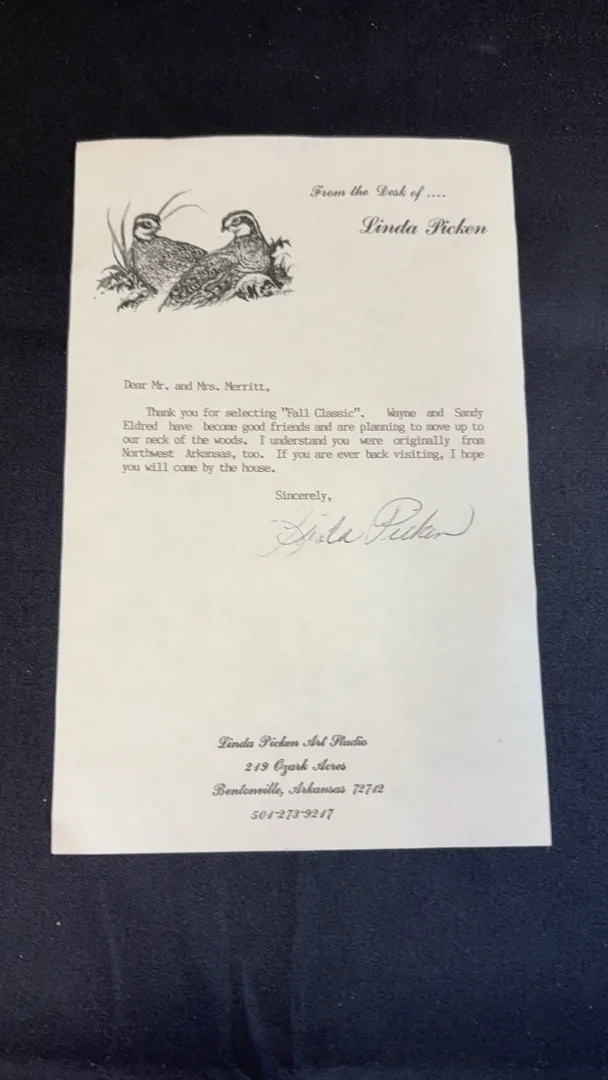 From the Desk of ....
Linda Picken
Dear Mr. and Mrs. Merritt,
Thank you for selecting "Fall Classic". Wayne and Sandy
Eldred have become good friends and are planning to move up to
our neck of the woods. I understand you were originally from
Northwest Arkansas, too. If you are ever back visiting, I hope
you will come by the house.
Sincerely,
Linda Picken
Linda Picken Art Studio
219 Ozark Acres
Bentonville, Arkansas 72712
501-273-9217